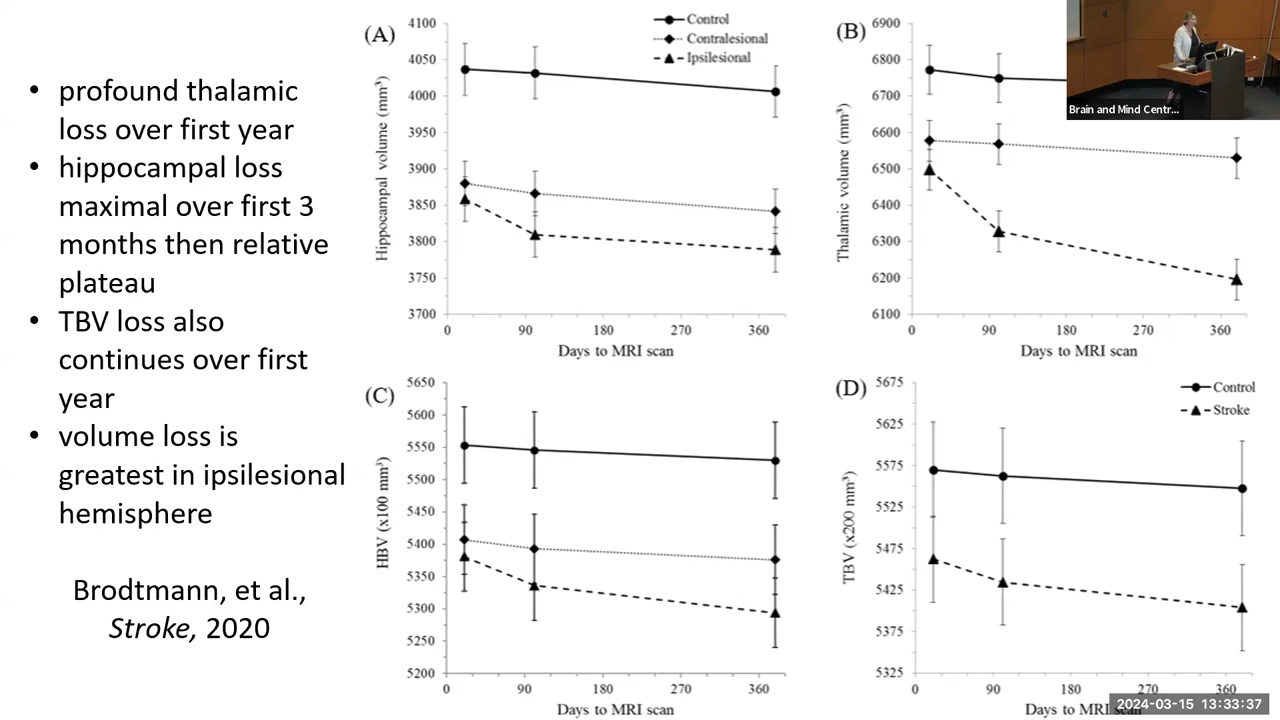 • profound thalamic
loss over first year
• hippocampal loss
maximal over first 3
months then relative
plateau
• TBV loss also
continues over first
year
• volume loss is
greatest in ipsilesional
hemisphere
Brodtmann, et al.,
Stroke, 2020
(A)
Control
Contralesional
Ipsilesional
Hippocampal volume (mm³)
4100
4050
4000
3950
3900
3850
3800
3750
3700
0 90 180 270 360
Days to MRI scan
(B)
Thalamic volume (mm³)
6900
6800
6700
6600
6500
6400
6300
6200
6100
0 90 180 270 360
Days to MRI scan
Brain and Mind Centr...
(C)
HBV (x100 mm³)
5650
5600
5550
5500
5450
5400
5350
5300
5250
5200
0 90 180 270 360
Days to MRI scan
(D)
Control
Stroke
TBV (x200 mm³)
5675
5625
5575
5525
5475
5425
5375
5325
0 90 180 270 360
Days to MRI scan
2024-03-15 13:33:37